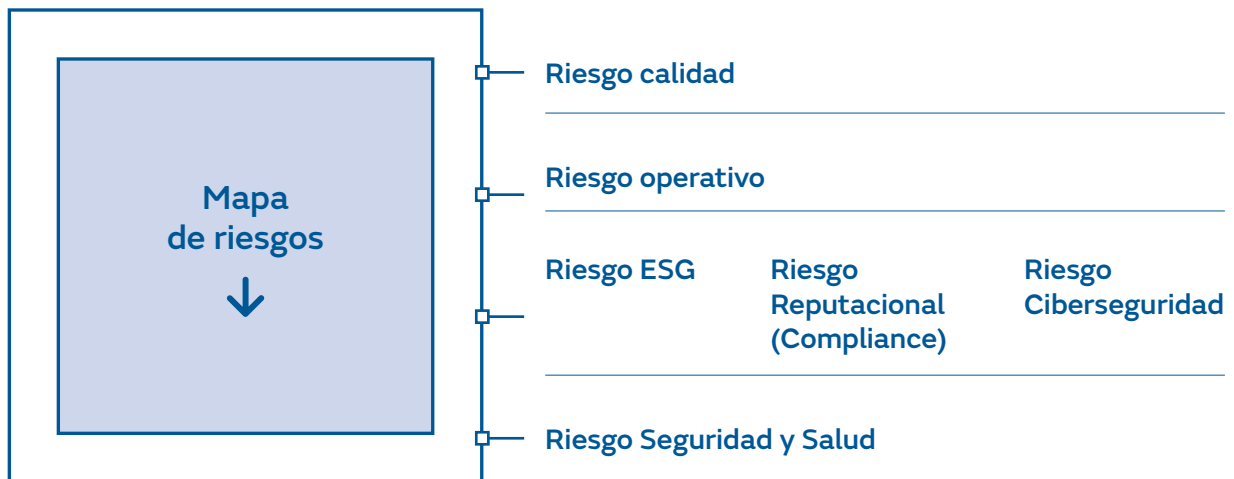 Mapa
de riesgos
Riesgo calidad
Riesgo operativo
Riesgo ESG
Riesgo
Reputacional
(Compliance)
Riesgo
Ciberseguridad
Riesgo Seguridad y Salud